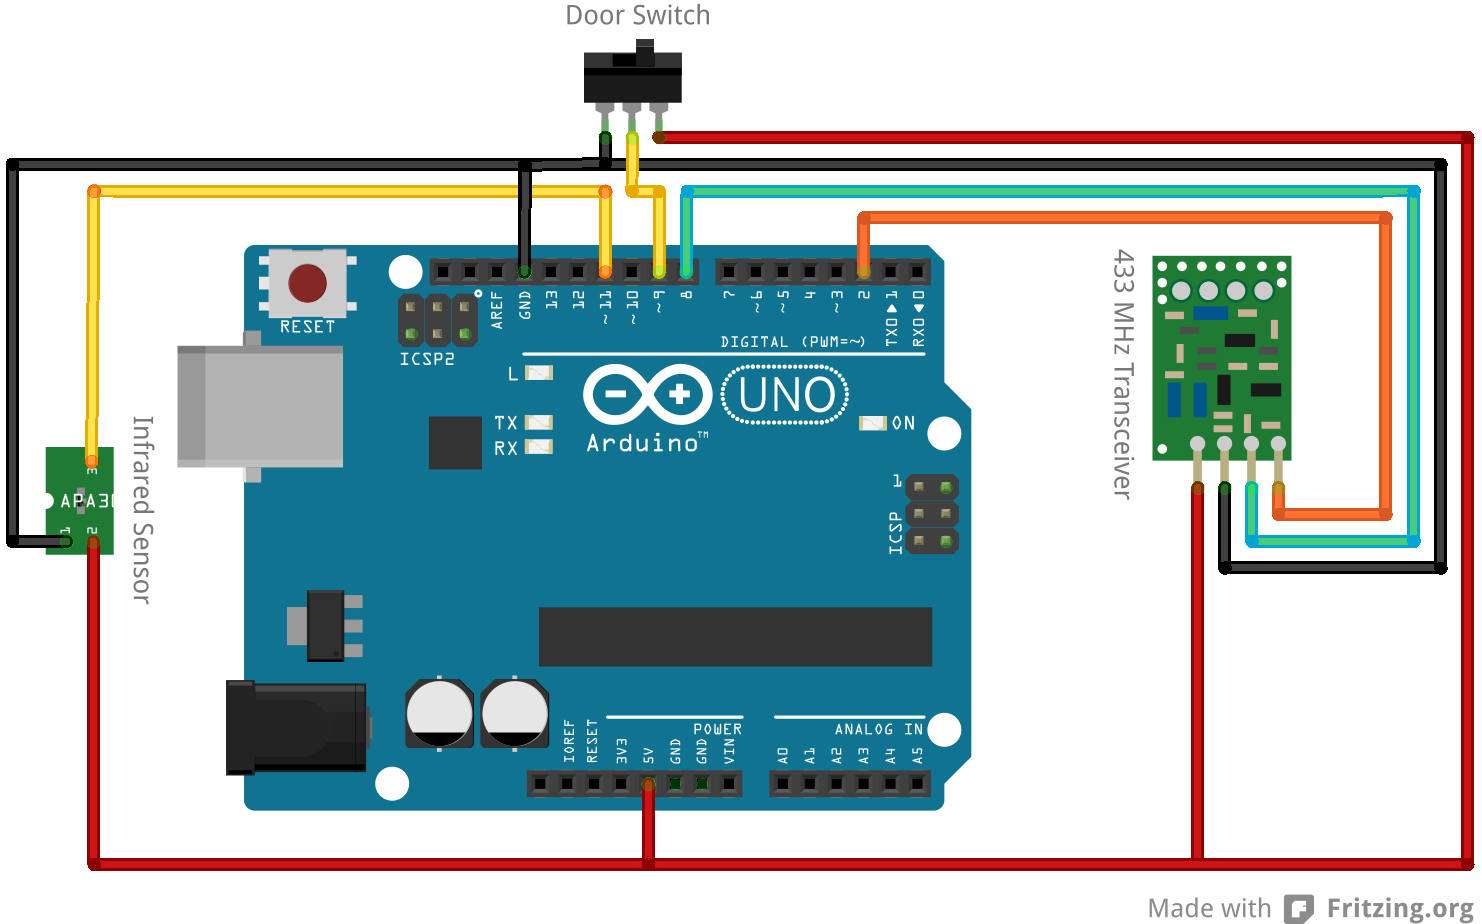 Door Switch
RESET
ICSP2
AREF
GND
13
12
~11
~10
~9
8
7
~6
~5
4
~3
2
TXO▶1
RXO◀0
DIGITAL (PWM=~)
L
TX
RX
UNO
Arduino™
ON
1
ICSP
433 MHz Transceiver
Infrared Sensor
3
1
2
POWER
ANALOG IN
IOREF
RESET
3V3
5V
GND
GND
VIN
A0
A1
A2
A3
A4
A5
Made with Fritzing.org